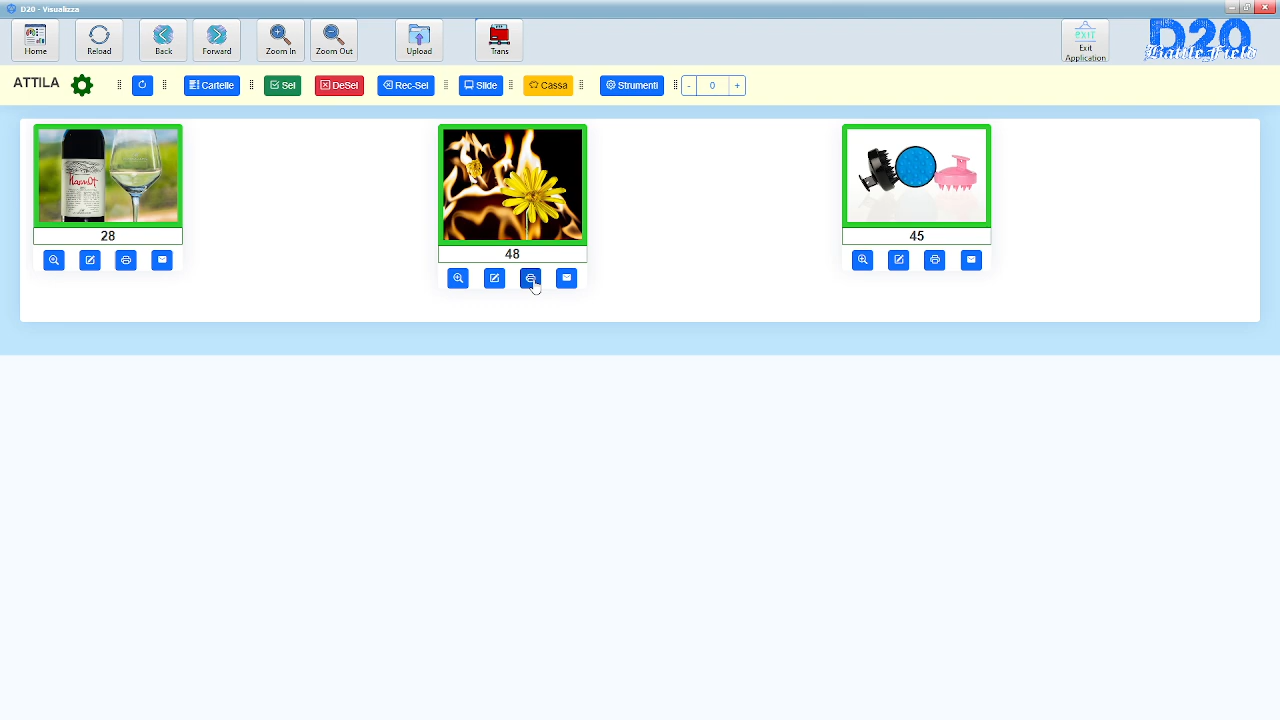 D20 - Visualizza
Home
Reload
Back
Forward
Zoom In
Zoom Out
Upload
Trans
EXIT
Exit Application
D20
ATTILA
Cartelle
Sel
DeSel
Rec-Sel
Slide
Cassa
Strumenti
- 0 +
28
48
45